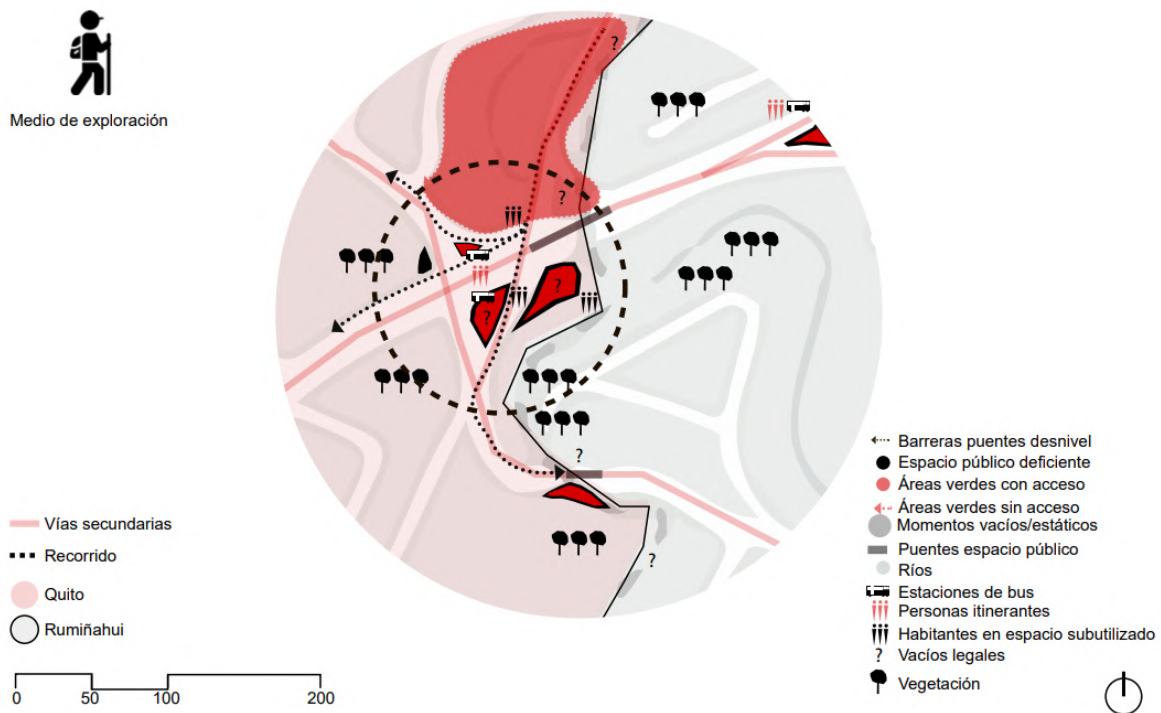 Medio de exploración
?
?
?
?
?
?
Barreras puentes desnivel
Espacio público deficiente
Áreas verdes con acceso
Áreas verdes sin acceso
Momentos vacíos/estáticos
Puentes espacio público
Ríos
Estaciones de bus
Personas itinerantes
Habitantes en espacio subutilizado
? Vacíos legales
Vegetación
Vías secundarias
Recorrido
Quito
Rumiñahui
0 50 100 200